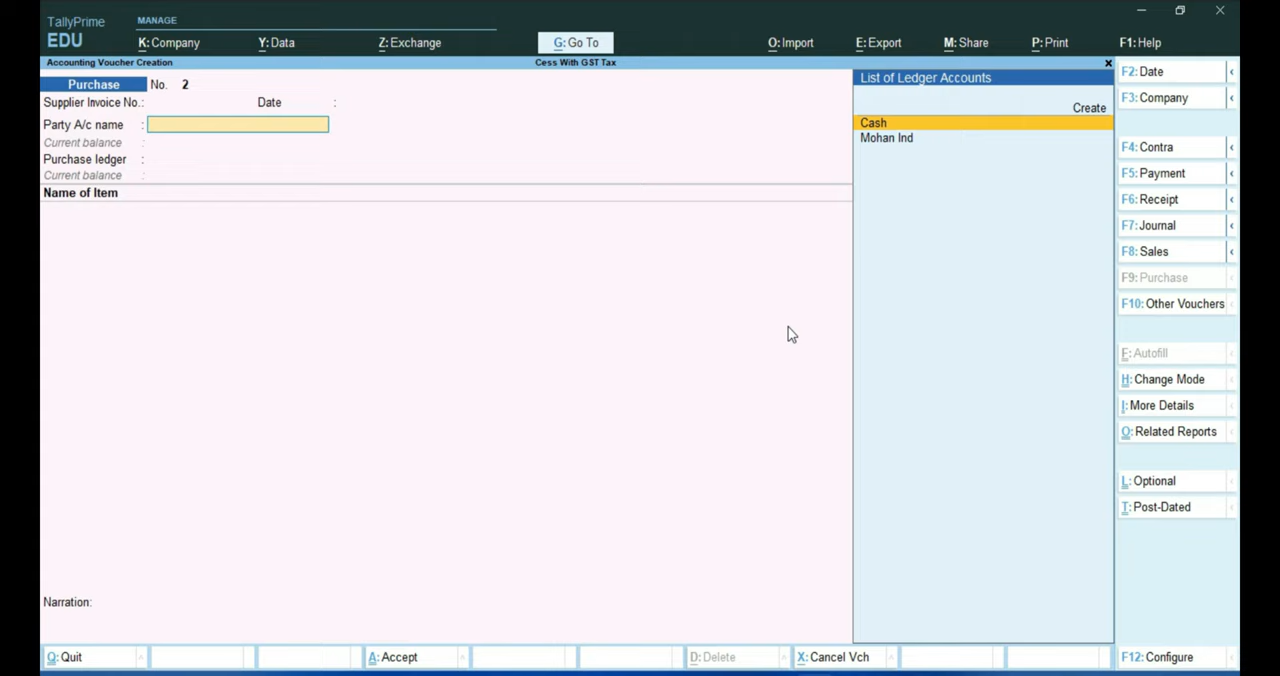 TallyPrime
MANAGE
EDU
K: Company
Y: Data
Z: Exchange
G: Go To
O: Import
E: Export
M: Share
P: Print
F1: Help
Accounting Voucher Creation
Cess With GST Tax
x
Purchase No. 2
Supplier Invoice No.: Date :
Party A/c name :
Current balance :
Purchase ledger :
Current balance :
Name of Item
Narration:
List of Ledger Accounts
Create
Cash
Mohan Ind
F2: Date
F3: Company
F4: Contra
F5: Payment
F6: Receipt
F7: Journal
F8: Sales
F9: Purchase
F10: Other Vouchers
F: Autofill
H: Change Mode
I: More Details
O: Related Reports
L: Optional
T: Post-Dated
Q: Quit
A: Accept
D: Delete
X: Cancel Vch
F12: Configure